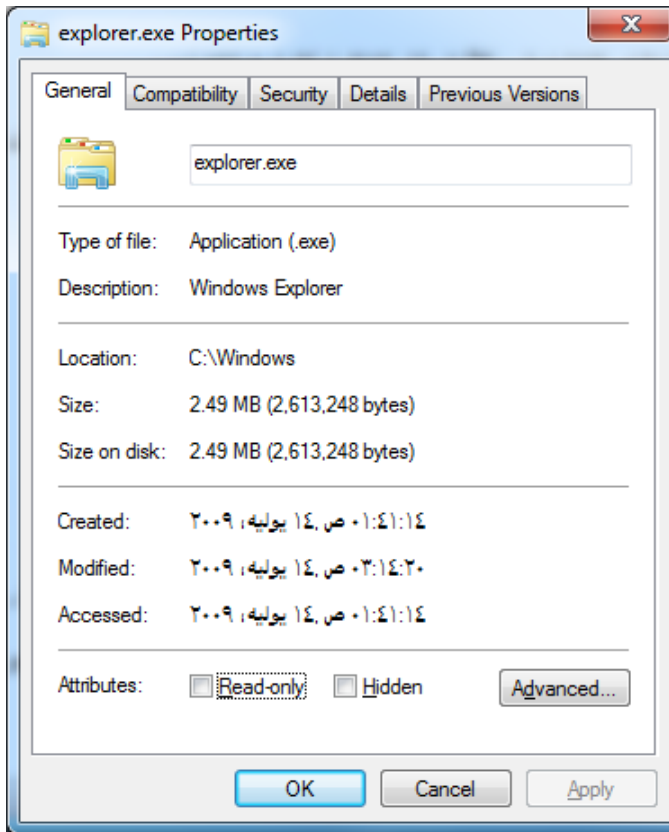 explorer.exe Properties
General Compatibility Security Details Previous Versions
explorer.exe
Type of file: Application (.exe)
Description: Windows Explorer
Location: C:\Windows
Size: 2.49 MB (2,613,248 bytes)
Size on disk: 2.49 MB (2,613,248 bytes)
Created: ٠١:٤١:١٤ ص ,١٤ يوليه، ٢٠٠٩
Modified: ٠٣:١٤:٢٠ ص ,١٤ يوليه، ٢٠٠٩
Accessed: ٠١:٤١:١٤ ص ,١٤ يوليه، ٢٠٠٩
Attributes: Read-only Hidden Advanced...
OK Cancel Apply